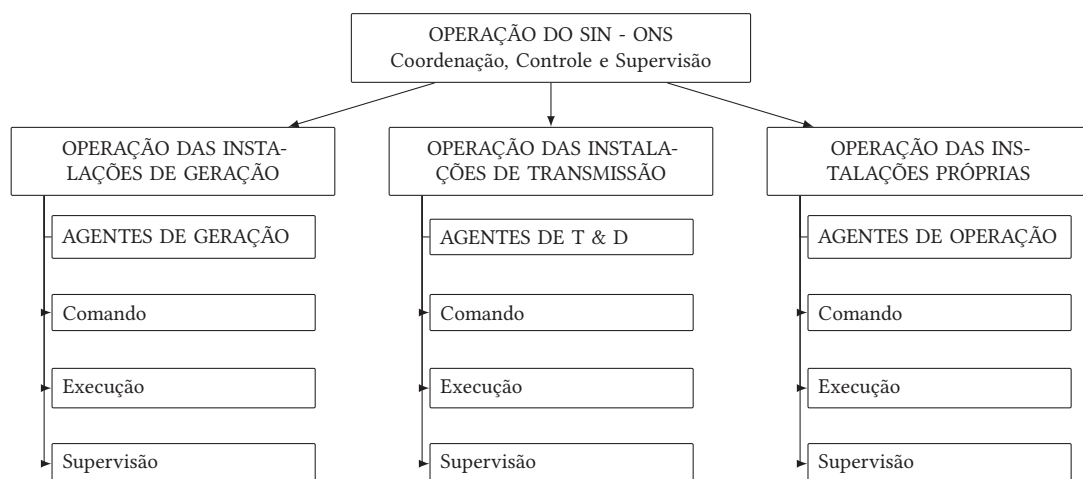 OPERAÇÃO DO SIN - ONS
Coordenação, Controle e Supervisão
OPERAÇÃO DAS INSTA-
LAÇÕES DE GERAÇÃO
OPERAÇÃO DAS INSTALA-
ÇÕES DE TRANSMISSÃO
OPERAÇÃO DAS INS-
TALAÇÕES PRÓPRIAS
AGENTES DE GERAÇÃO
AGENTES DE T & D
AGENTES DE OPERAÇÃO
Comando
Comando
Comando
Execução
Execução
Execução
Supervisão
Supervisão
Supervisão